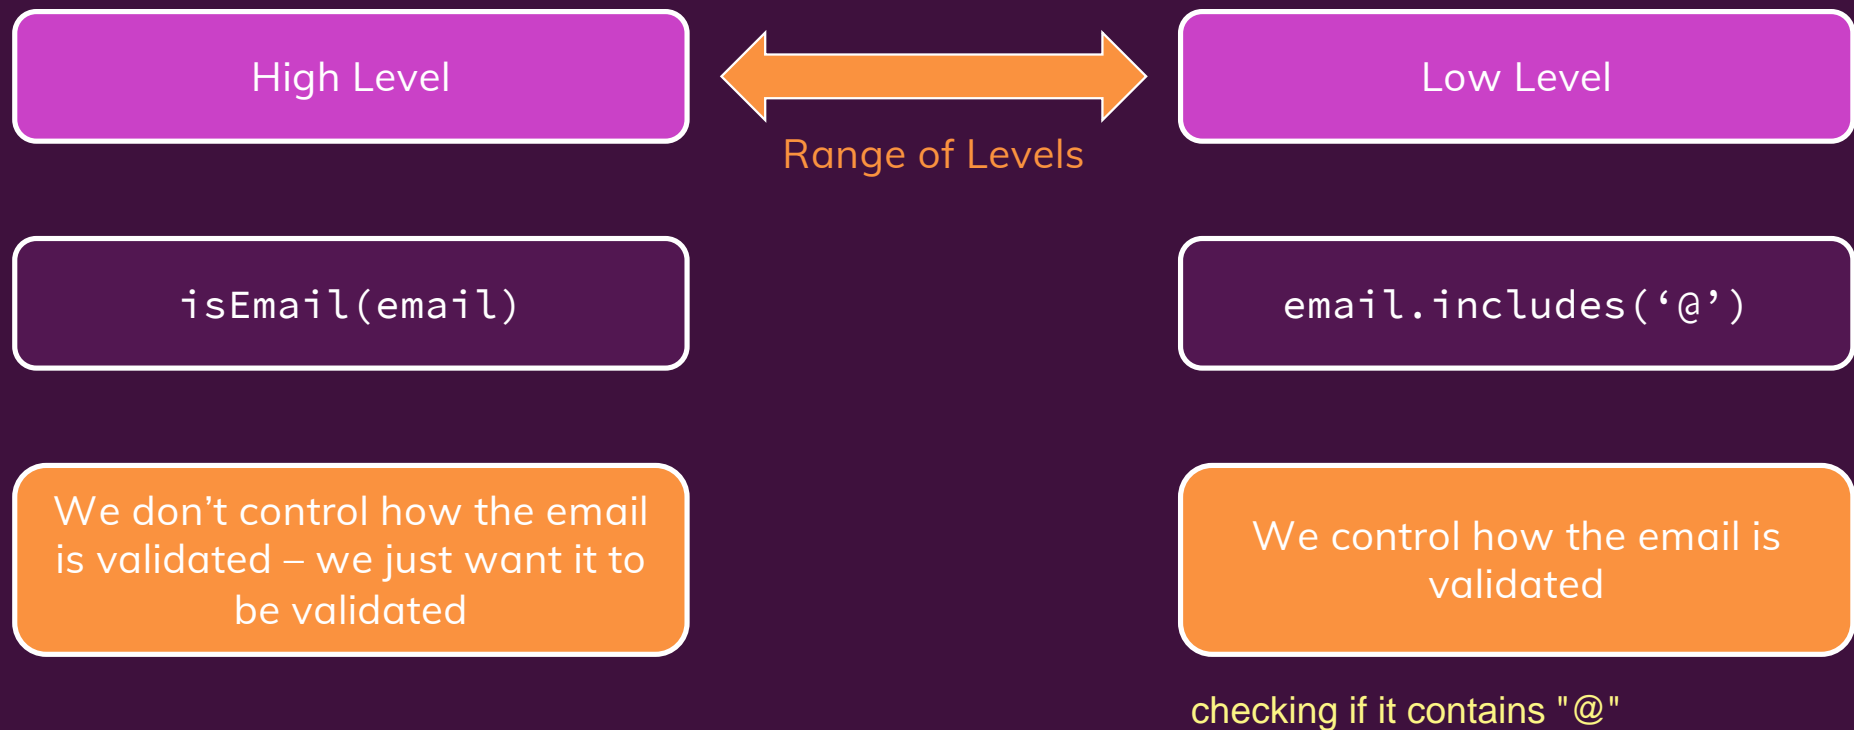 High Level
Low Level
Range of Levels
isEmail(email)
email.includes(‘@’)
We don’t control how the email
is validated – we just want it to
be validated
We control how the email is
validated
checking if it contains "@"